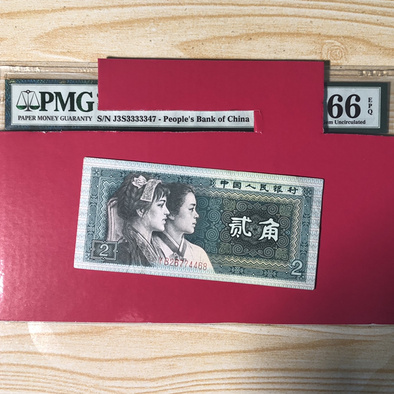 PMG
PAPER MONEY GUARANTY
S/N J3S3333347 - People's Bank of China
66 EPQ
m Uncirculated
中国人民银行
贰角
2
2